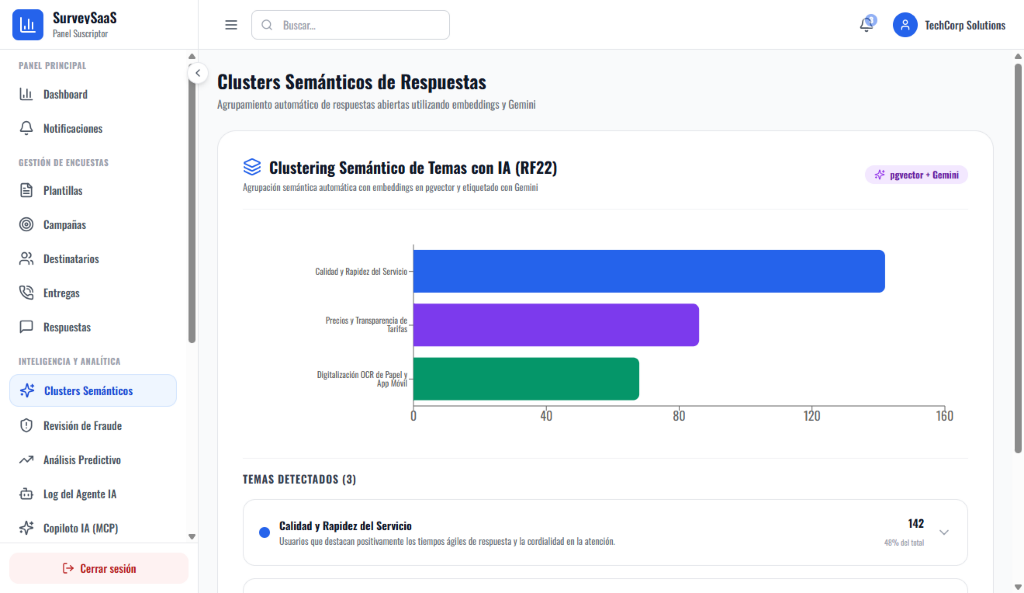 SurveySaaS
Panel Suscriptor
Buscar...
TechCorp Solutions
PANEL PRINCIPAL
Dashboard
Notificaciones
GESTIÓN DE ENCUESTAS
Plantillas
Campañas
Destinatarios
Entregas
Respuestas
INTELIGENCIA Y ANALÍTICA
Clusters Semánticos
Revisión de Fraude
Análisis Predictivo
Log del Agente IA
Copiloto IA (MCP)
Cerrar sesión
Clusters Semánticos de Respuestas
Agrupamiento automático de respuestas abiertas utilizando embeddings y Gemini
Clustering Semántico de Temas con IA (RF22)
Agrupación semántica automática con embeddings en pgvector y etiquetado con Gemini
pgvector + Gemini
Calidad y Rapidez del Servicio
Precios y Transparencia de
Tarifas
Digitalización OCR de Papel y
App Móvil
0 40 80 120 160
TEMAS DETECTADOS (3)
Calidad y Rapidez del Servicio
Usuarios que destacan positivamente los tiempos ágiles de respuesta y la cordialidad en la atención.
142
48% del total